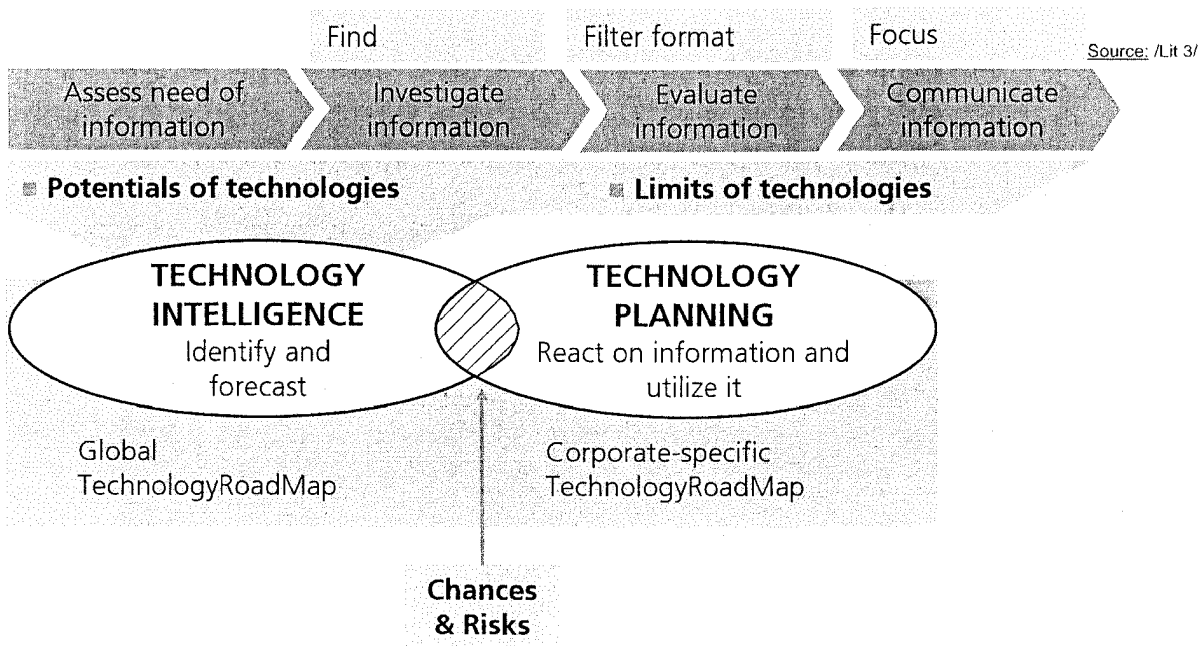 Find
Filter format
Focus
Source: /Lit 3/
Assess need of
information
Investigate
information
Evaluate
information
Communicate
information
Potentials of technologies
Limits of technologies
TECHNOLOGY
INTELLIGENCE
Identify and
forecast
TECHNOLOGY
PLANNING
React on information and
utilize it
Global
TechnologyRoadMap
Corporate-specific
TechnologyRoadMap
Chances
& Risks